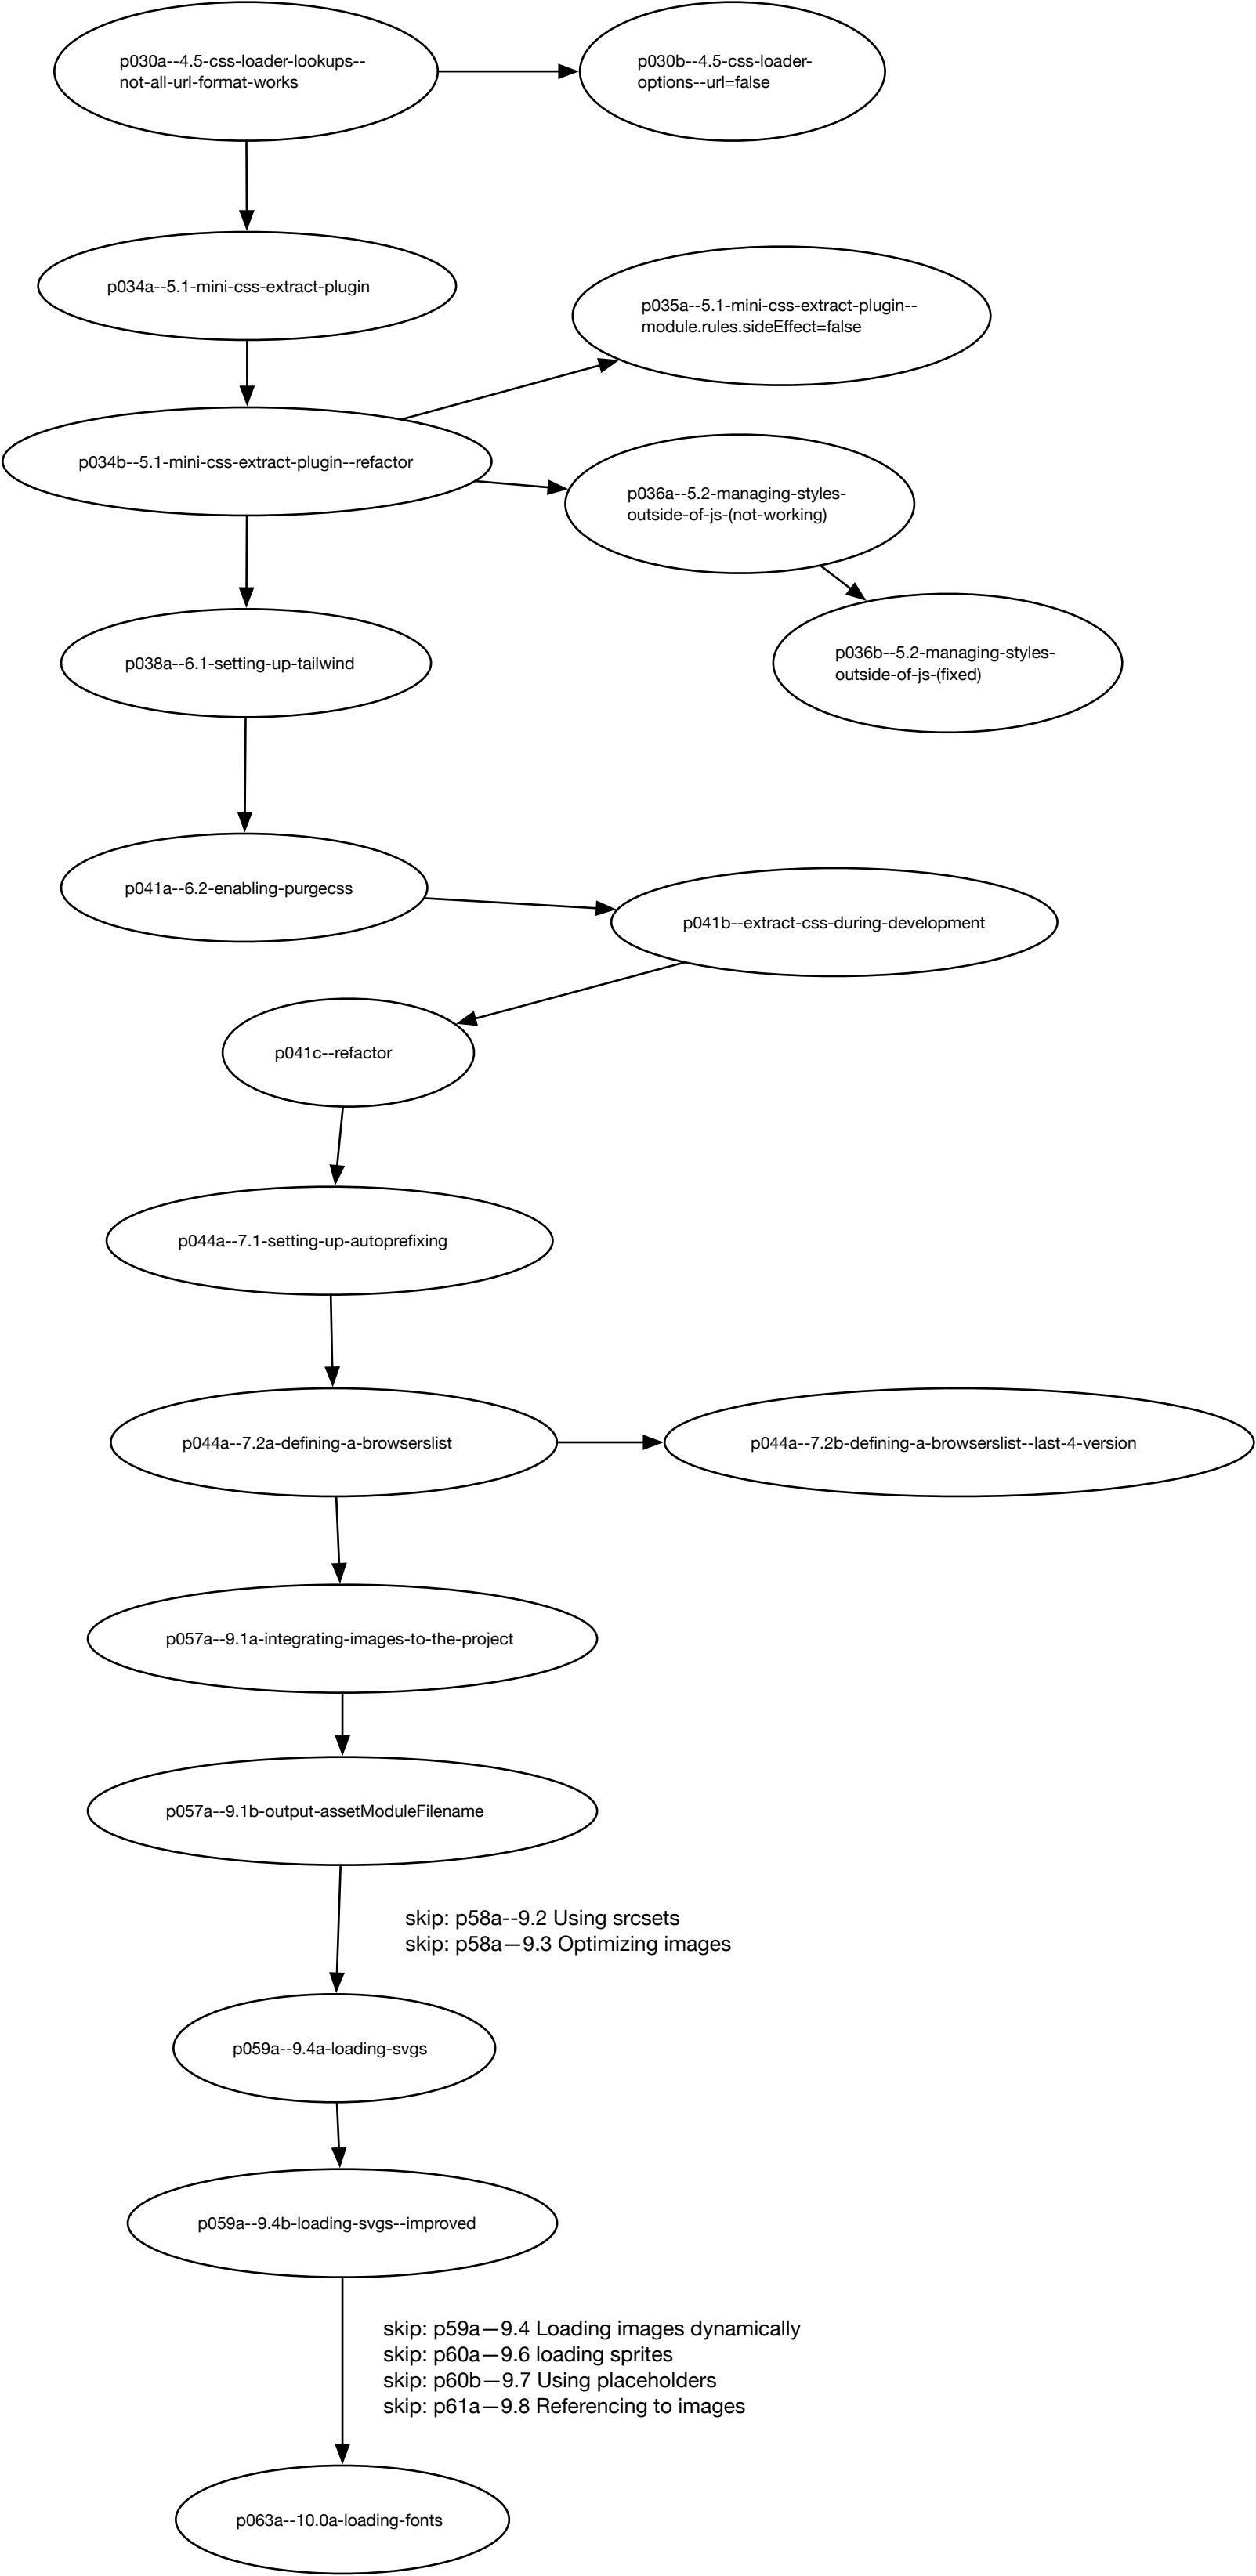 p030a--4.5-css-loader-lookups--
not-all-url-format-works
p030b--4.5-css-loader-
options--url=false
p034a--5.1-mini-css-extract-plugin
p035a--5.1-mini-css-extract-plugin--
module.rules.sideEffect=false
p034b--5.1-mini-css-extract-plugin--refactor
p036a--5.2-managing-styles-
outside-of-js-(not-working)
p038a--6.1-setting-up-tailwind
p036b--5.2-managing-styles-
outside-of-js-(fixed)
p041a--6.2-enabling-purgecss
p041b--extract-css-during-development
p041c--refactor
p044a--7.1-setting-up-autoprefixing
p044a--7.2a-defining-a-browserslist
p044a--7.2b-defining-a-browserslist--last-4-version
p057a--9.1a-integrating-images-to-the-project
p057a--9.1b-output-assetModuleFilename
skip: p58a--9.2 Using srcsets
skip: p58a—9.3 Optimizing images
p059a--9.4a-loading-svgs
p059a--9.4b-loading-svgs--improved
skip: p59a—9.4 Loading images dynamically
skip: p60a—9.6 loading sprites
skip: p60b—9.7 Using placeholders
skip: p61a—9.8 Referencing to images
p063a--10.0a-loading-fonts